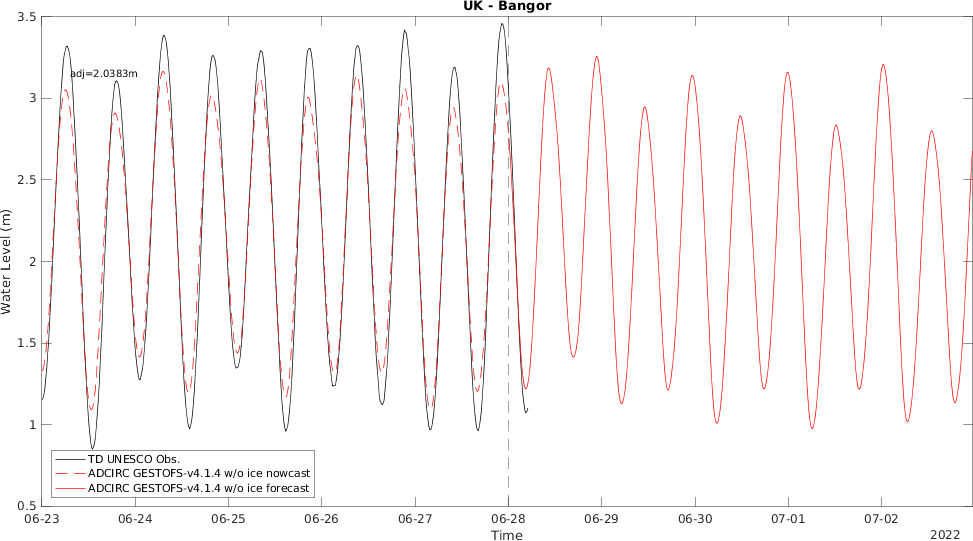 UK - Bangor
3.5
adj=2.0383m
3
2.5
2
1.5
1
0.5
Water Level (m)
TD UNESCO Obs.
ADCIRC GESTOFS-v4.1.4 w/o ice nowcast
ADCIRC GESTOFS-v4.1.4 w/o ice forecast
06-23 06-24 06-25 06-26 06-27 06-28 06-29 06-30 07-01 07-02
Time
2022